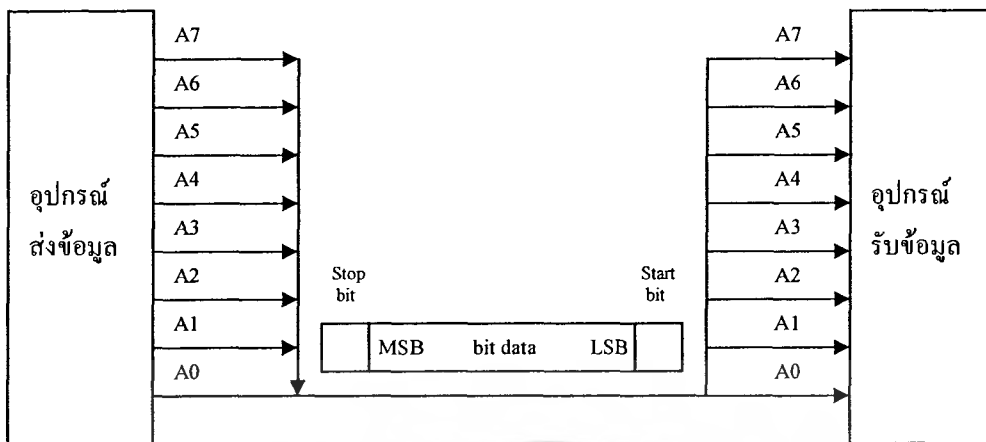 A7
A6
A5
A4
A3
A2
A1
A0
อุปกรณ์
ส่งข้อมูล
Stop
bit
Start
bit
MSB bit data LSB
A7
A6
A5
A4
A3
A2
A1
A0
อุปกรณ์
รับข้อมูล